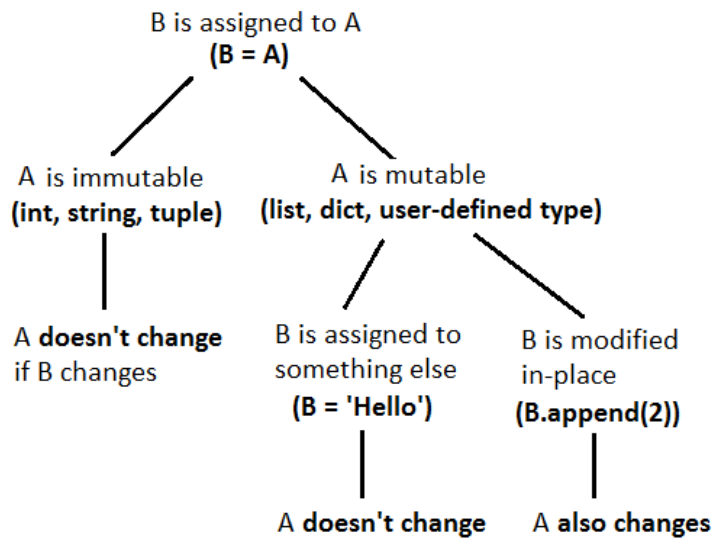 B is assigned to A
(B = A)
A is immutable
(int, string, tuple)
A is mutable
(list, dict, user-defined type)
A doesn't change
if B changes
B is assigned to
something else
(B = 'Hello')
B is modified
in-place
(B.append(2))
A doesn't change
A also changes